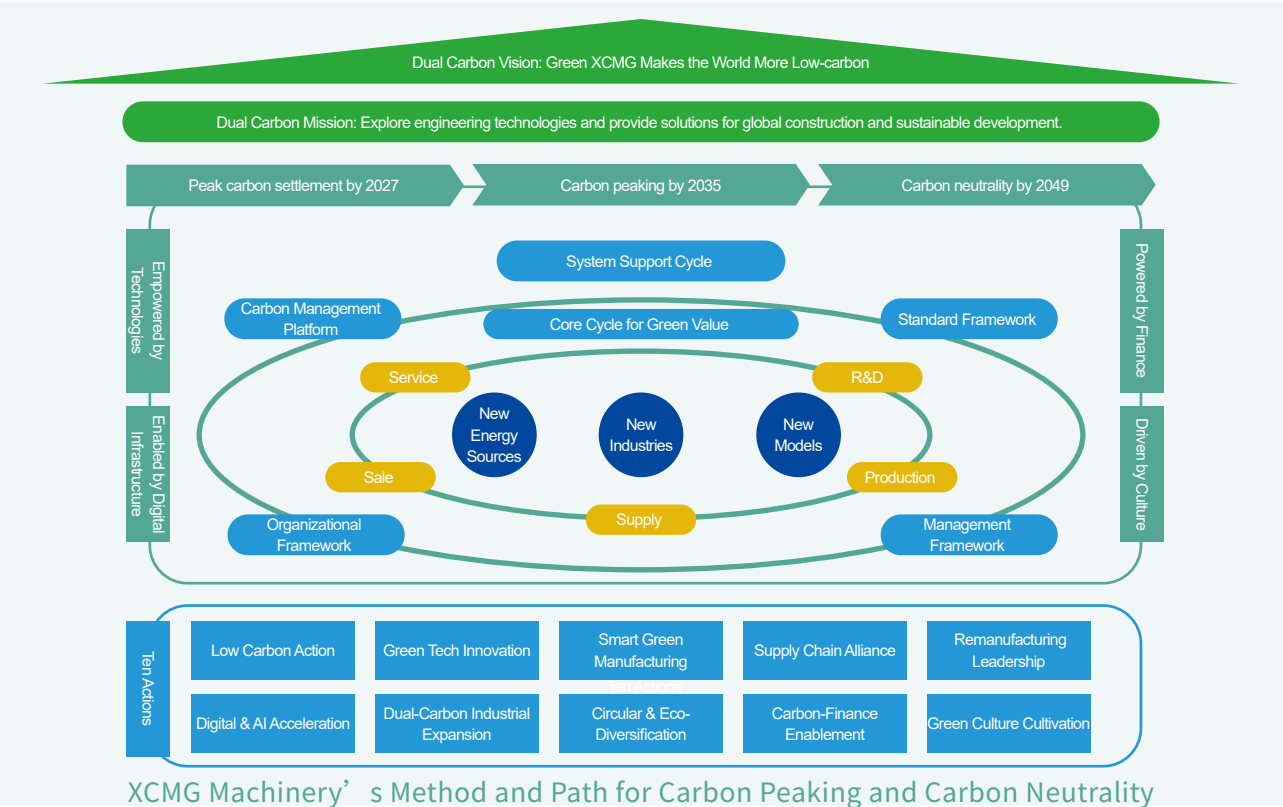 Dual Carbon Vision: Green XCMG Makes the World More Low-carbon
Dual Carbon Mission: Explore engineering technologies and provide solutions for global construction and sustainable development.
Peak carbon settlement by 2027
Carbon peaking by 2035
Carbon neutrality by 2049
Empowered by
Technologies
Enabled by Digital
Infrastructure
Powered by Finance
Driven by Culture
System Support Cycle
Carbon Management
Platform
Core Cycle for Green Value
Standard Framework
Service
R&D
New
Energy
Sources
New
Industries
New
Models
Sale
Production
Supply
Organizational
Framework
Management
Framework
Ten Actions
Low Carbon Action
Green Tech Innovation
Smart Green
Manufacturing
Supply Chain Alliance
Remanufacturing
Leadership
Ten Actions
Digital & AI Acceleration
Dual-Carbon Industrial
Expansion
Circular & Eco-
Diversification
Carbon-Finance
Enablement
Green Culture Cultivation
XCMG Machinery’s Method and Path for Carbon Peaking and Carbon Neutrality